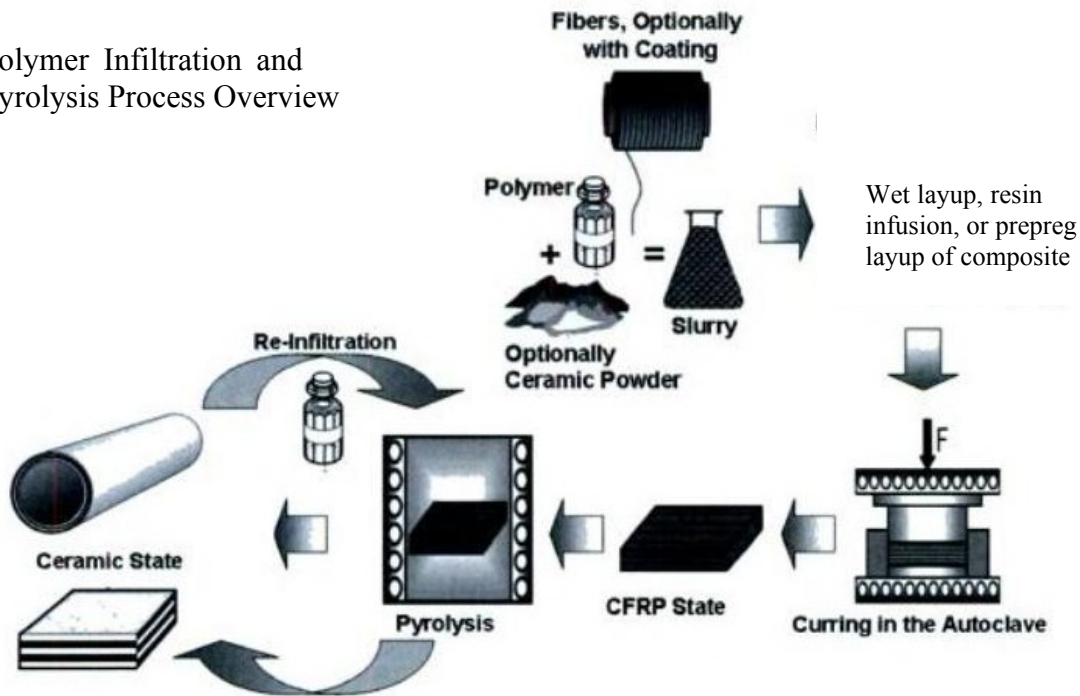 olymer Infiltration and
yrolysis Process Overview
Fibers, Optionally
with Coating
Polymer
+
=
Slurry
Optionally
Ceramic Powder
Wet layup, resin
infusion, or prepreg
layup of composite
Re-Infiltration
F
Ceramic State
Pyrolysis
CFRP State
Curring in the Autoclave